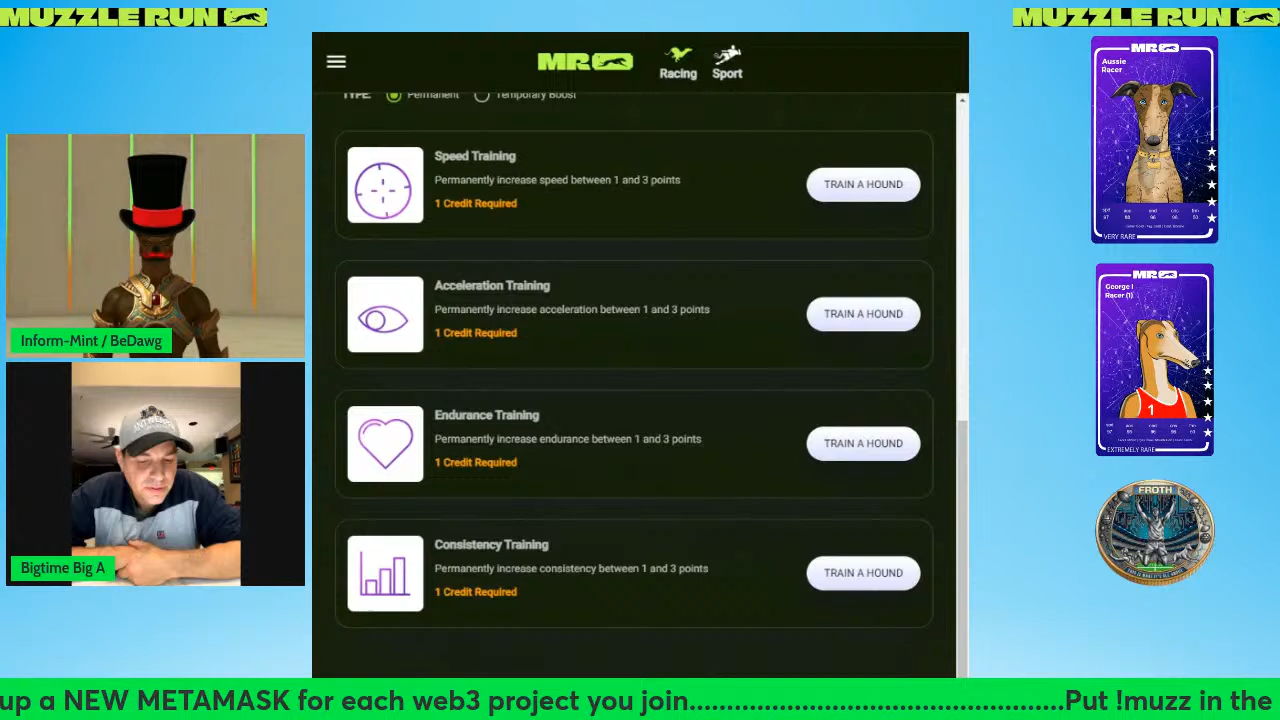 MUZZLE RUN
MUZZLE RUN
MR
Racing
Sport
TYPE
Permanent
Temporary Boost
Speed Training
Permanently increase speed between 1 and 3 points
1 Credit Required
TRAIN A HOUND
Acceleration Training
Permanently increase acceleration between 1 and 3 points
1 Credit Required
TRAIN A HOUND
Endurance Training
Permanently increase endurance between 1 and 3 points
1 Credit Required
TRAIN A HOUND
Consistency Training
Permanently increase consistency between 1 and 3 points
1 Credit Required
TRAIN A HOUND
Inform-Mint / BeDawg
Bigtime Big A
MR
Aussie
Racer
VERY RARE
MR
George I
Racer (1)
1
EXTREMELY RARE
FROTH
up a NEW METAMASK for each web3 project you join..................................................Put !muzz in the